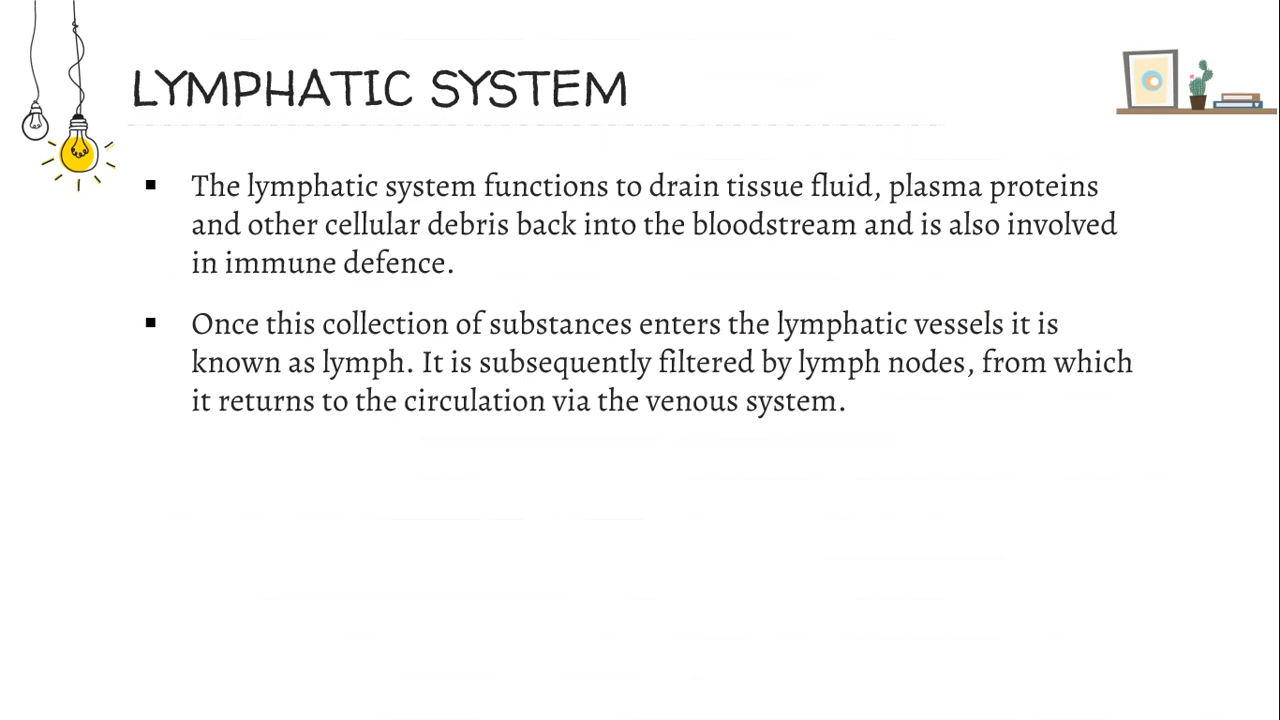 LYMPHATIC SYSTEM
▪ The lymphatic system functions to drain tissue fluid, plasma proteins
and other cellular debris back into the bloodstream and is also involved
in immune defence.
▪ Once this collection of substances enters the lymphatic vessels it is
known as lymph. It is subsequently filtered by lymph nodes, from which
it returns to the circulation via the venous system.